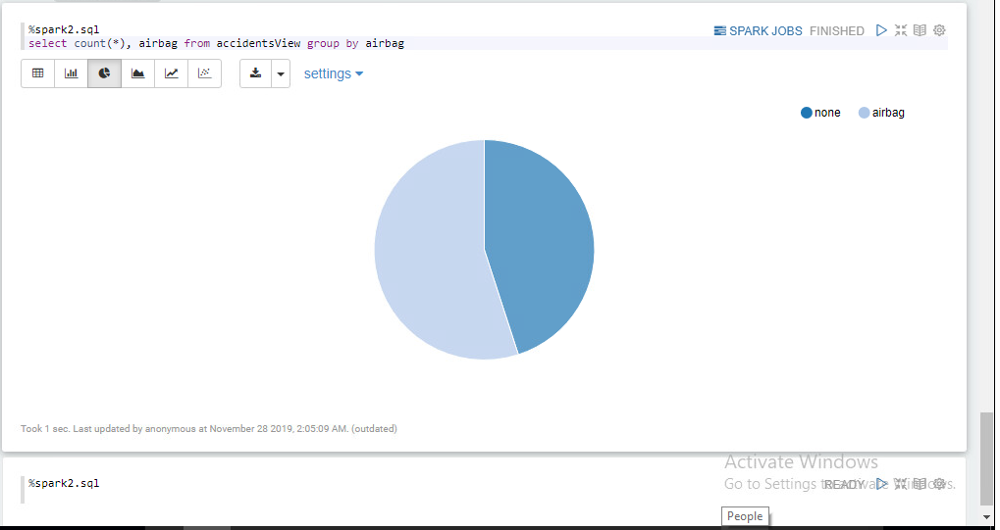 %spark2.sql
select count(*), airbag from accidentsView group by airbag
SPARK JOBS FINISHED
settings
none airbag
Took 1 sec. Last updated by anonymous at November 28 2019, 2:05:09 AM. (outdated)
%spark2.sql
READY
Activate Windows
Go to Settings to activate Windows.
People